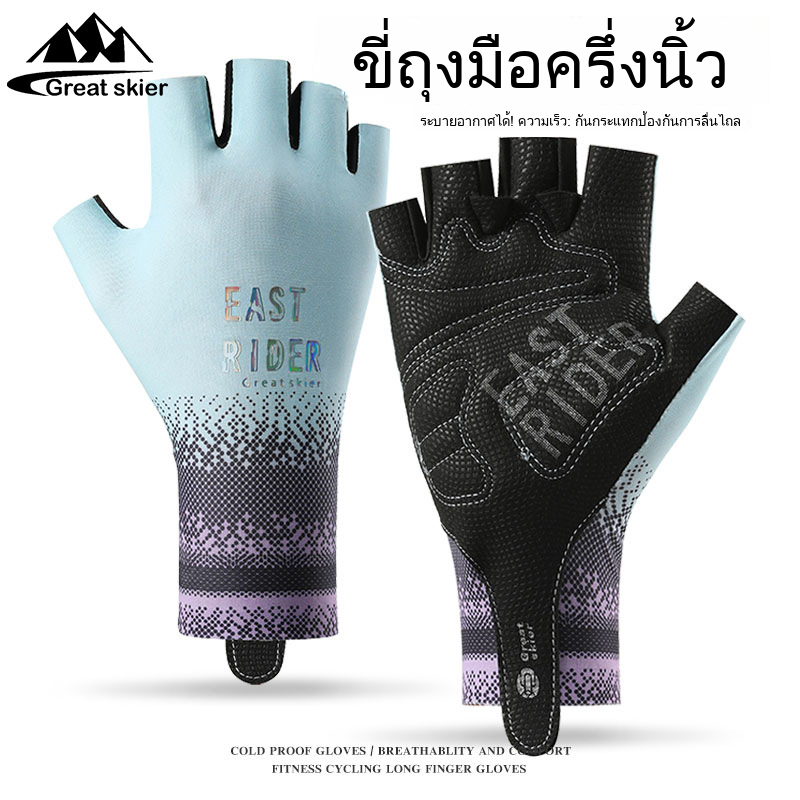 Great skier
ขี่ถุงมือครึ่งนิ้ว
ระบายอากาศได้! ความเร็ว: กันกระแทกป้องกันการลื่นไถล
EAST
RIDER
Great skier
EAST
RIDER
Great
skier
COLD PROOF GLOVES / BREATHABLITY AND COMFORT
FITNESS CYCLING LONG FINGER GLOVES